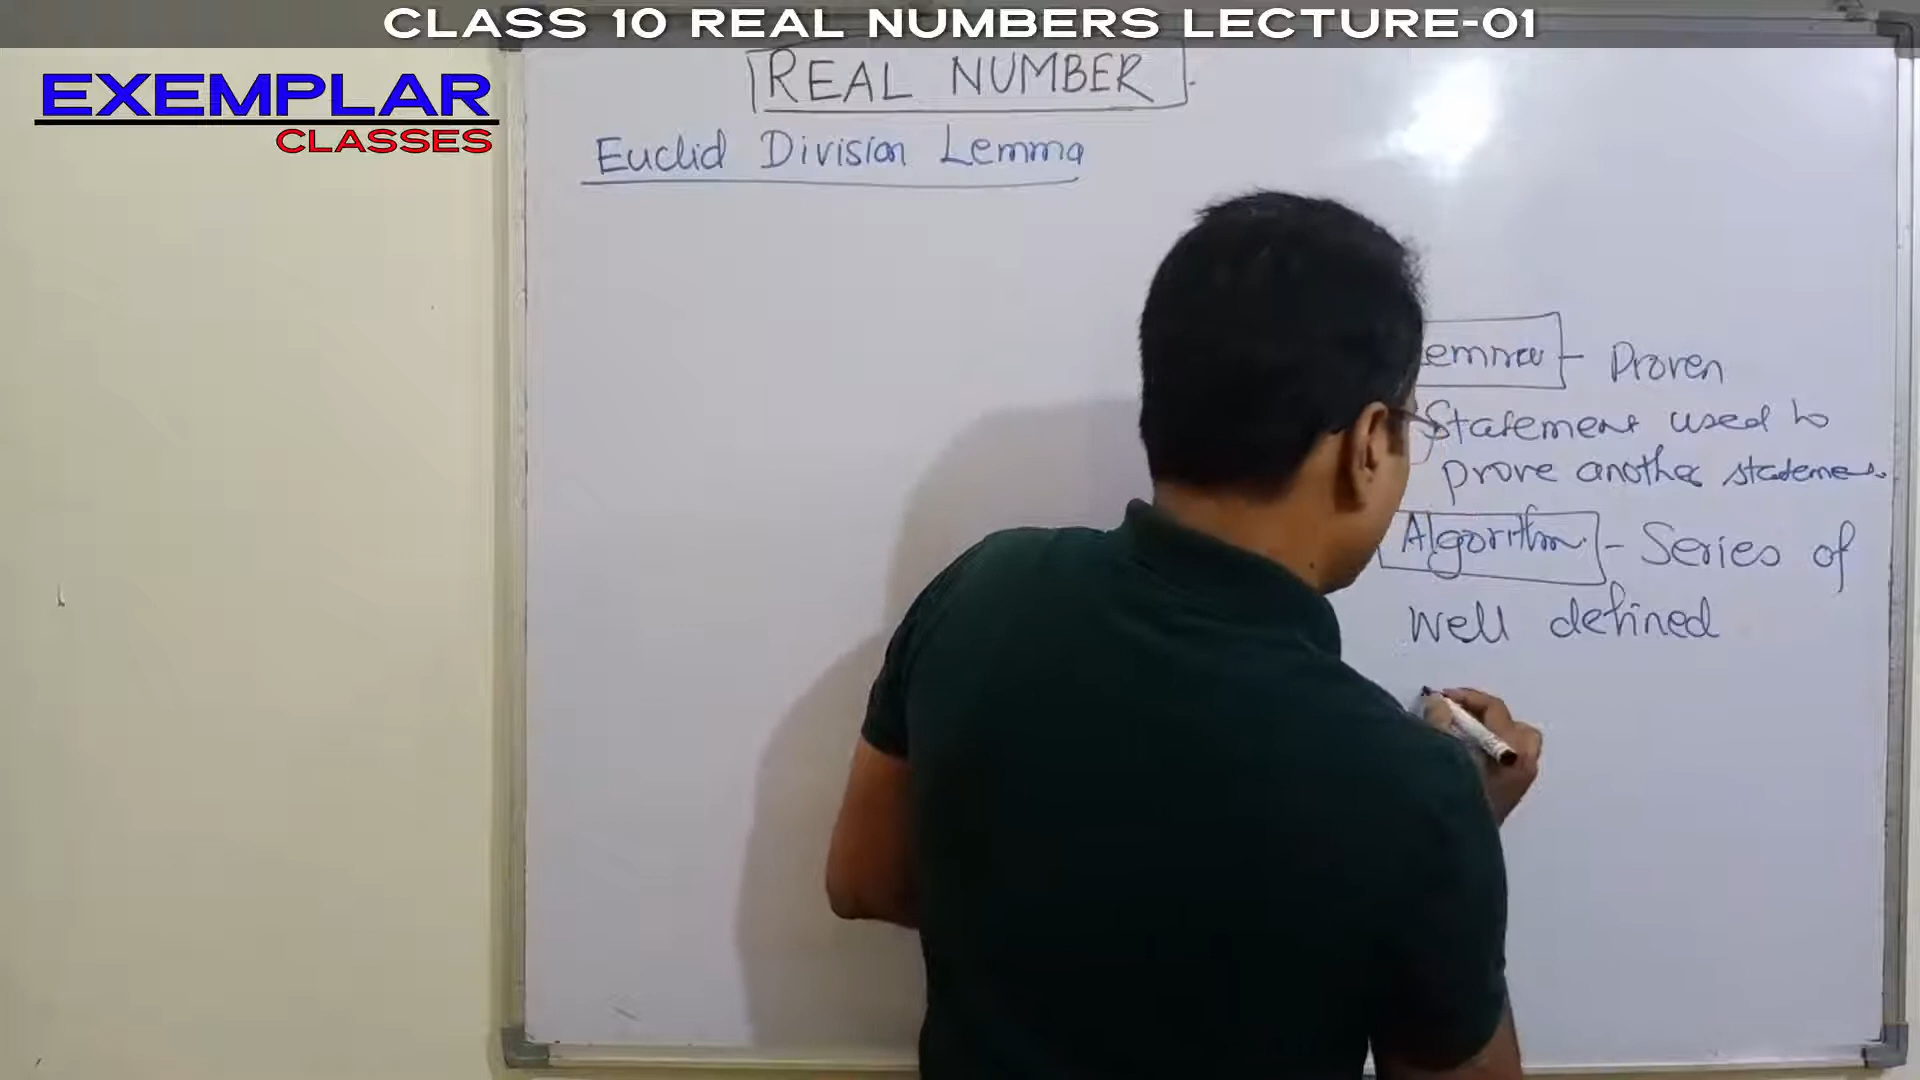 CLASS 10 REAL NUMBERS LECTURE-01
EXEMPLAR
CLASSES
REAL NUMBER
Euclid Division Lemma
emma - Proven
Statement used to
prove another statement
Algorithm - Series of
well defined